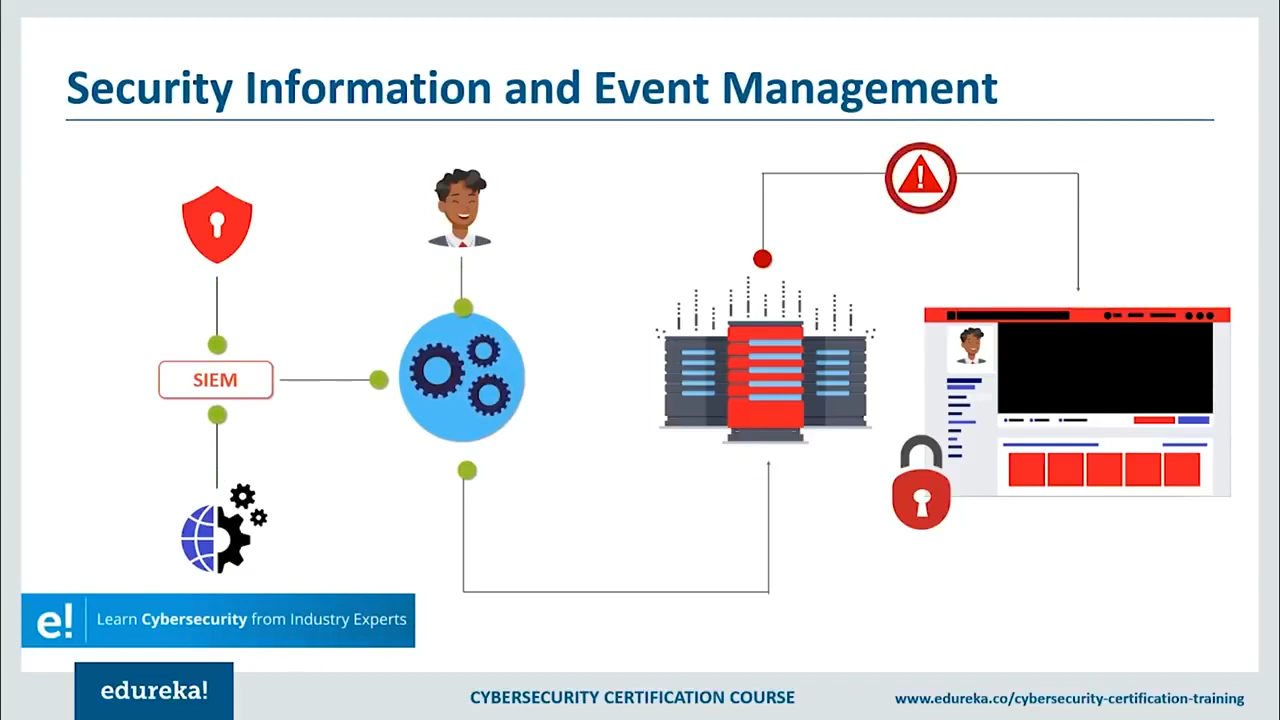 Security Information and Event Management
SIEM
e! Learn Cybersecurity from Industry Experts
edureka!
CYBERSECURITY CERTIFICATION COURSE
www.edureka.co/cybersecurity-certification-training